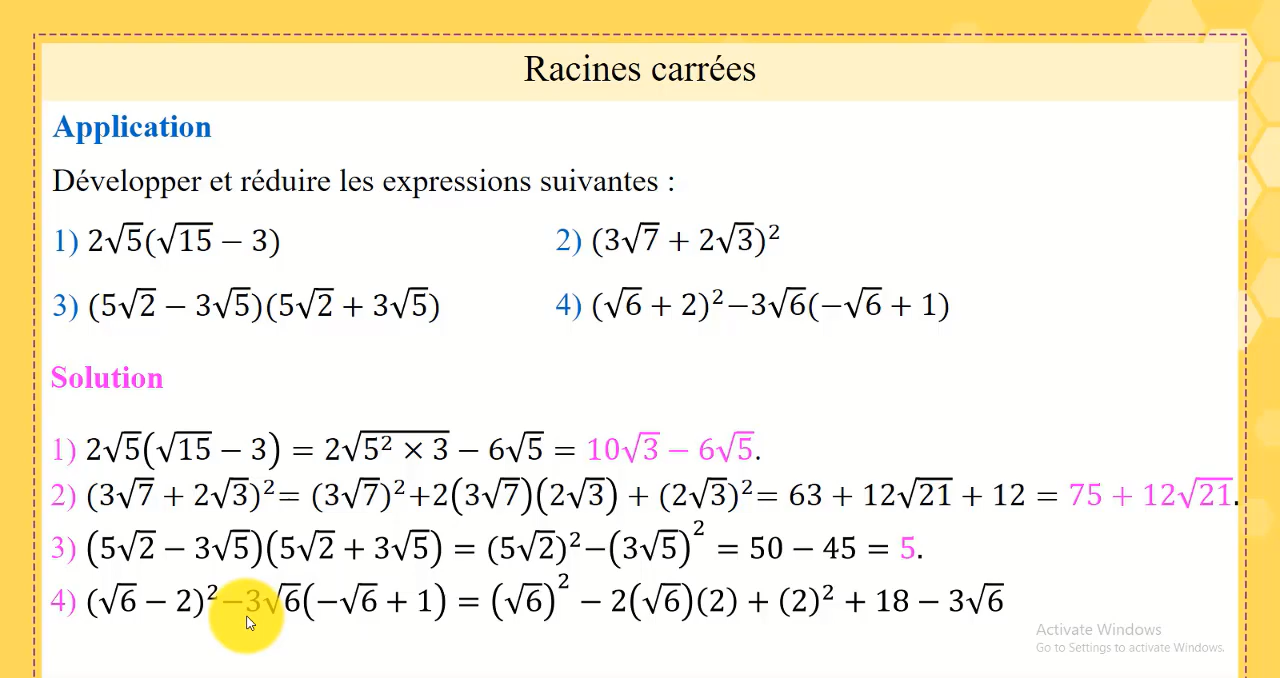 Racines carrées
Application
Développer et réduire les expressions suivantes :
1) 2√5(√15 − 3)
2) (3√7 + 2√3)²
3) (5√2 − 3√5)(5√2 + 3√5)
4) (√6 + 2)²−3√6(−√6 + 1)
Solution
1) 2√5(√15 − 3) = 2√(5² × 3) − 6√5 = 10√3 − 6√5.
2) (3√7 + 2√3)²= (3√7)²+2(3√7)(2√3) + (2√3)²= 63 + 12√21 + 12 = 75 + 12√21.
3) (5√2 − 3√5)(5√2 + 3√5) = (5√2)²−(3√5)² = 50 − 45 = 5.
4) (√6 − 2)²−3√6(−√6 + 1) = (√6)² − 2(√6)(2) + (2)² + 18 − 3√6
Activate Windows
Go to Settings to activate Windows.